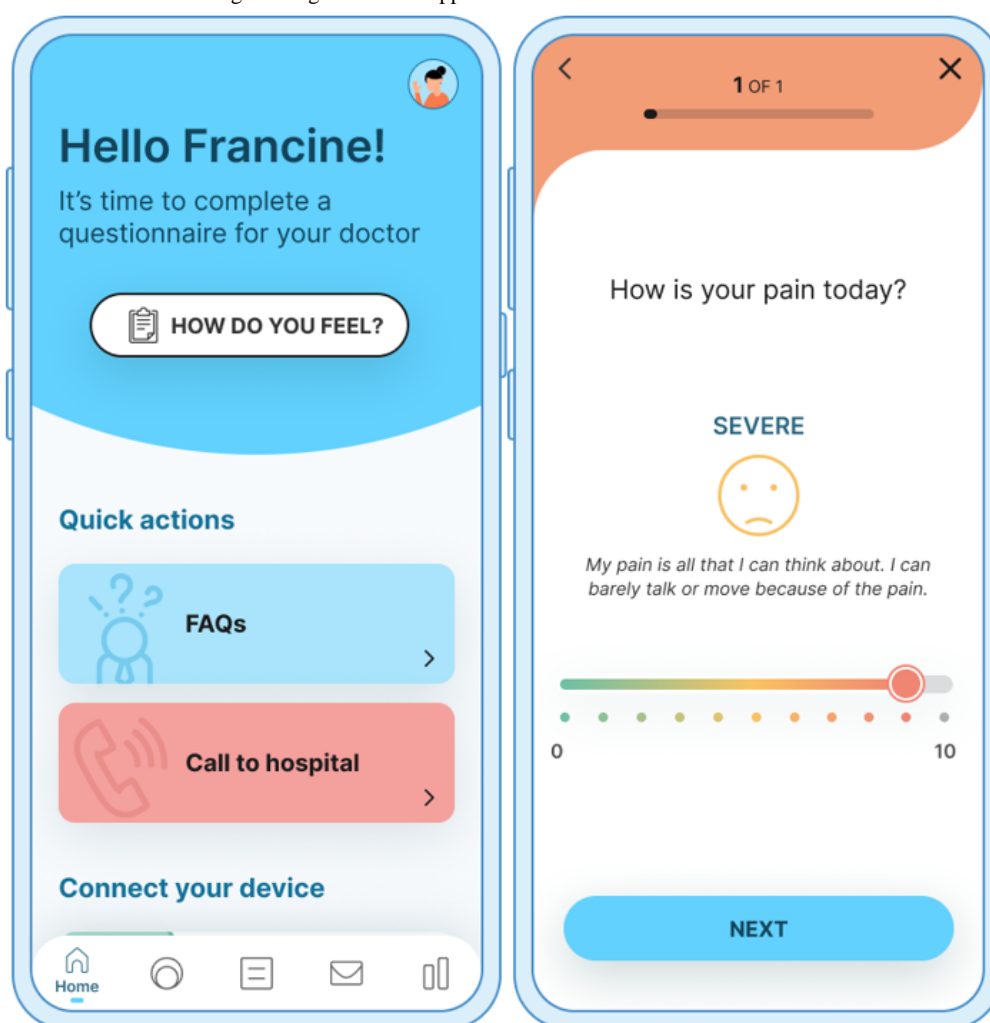 Hello Francine!
It's time to complete a
questionnaire for your doctor
HOW DO YOU FEEL?
Quick actions
FAQs
Call to hospital
Connect your device
Home
1 OF 1
How is your pain today?
SEVERE
My pain is all that I can think about. I can
barely talk or move because of the pain.
0
10
NEXT